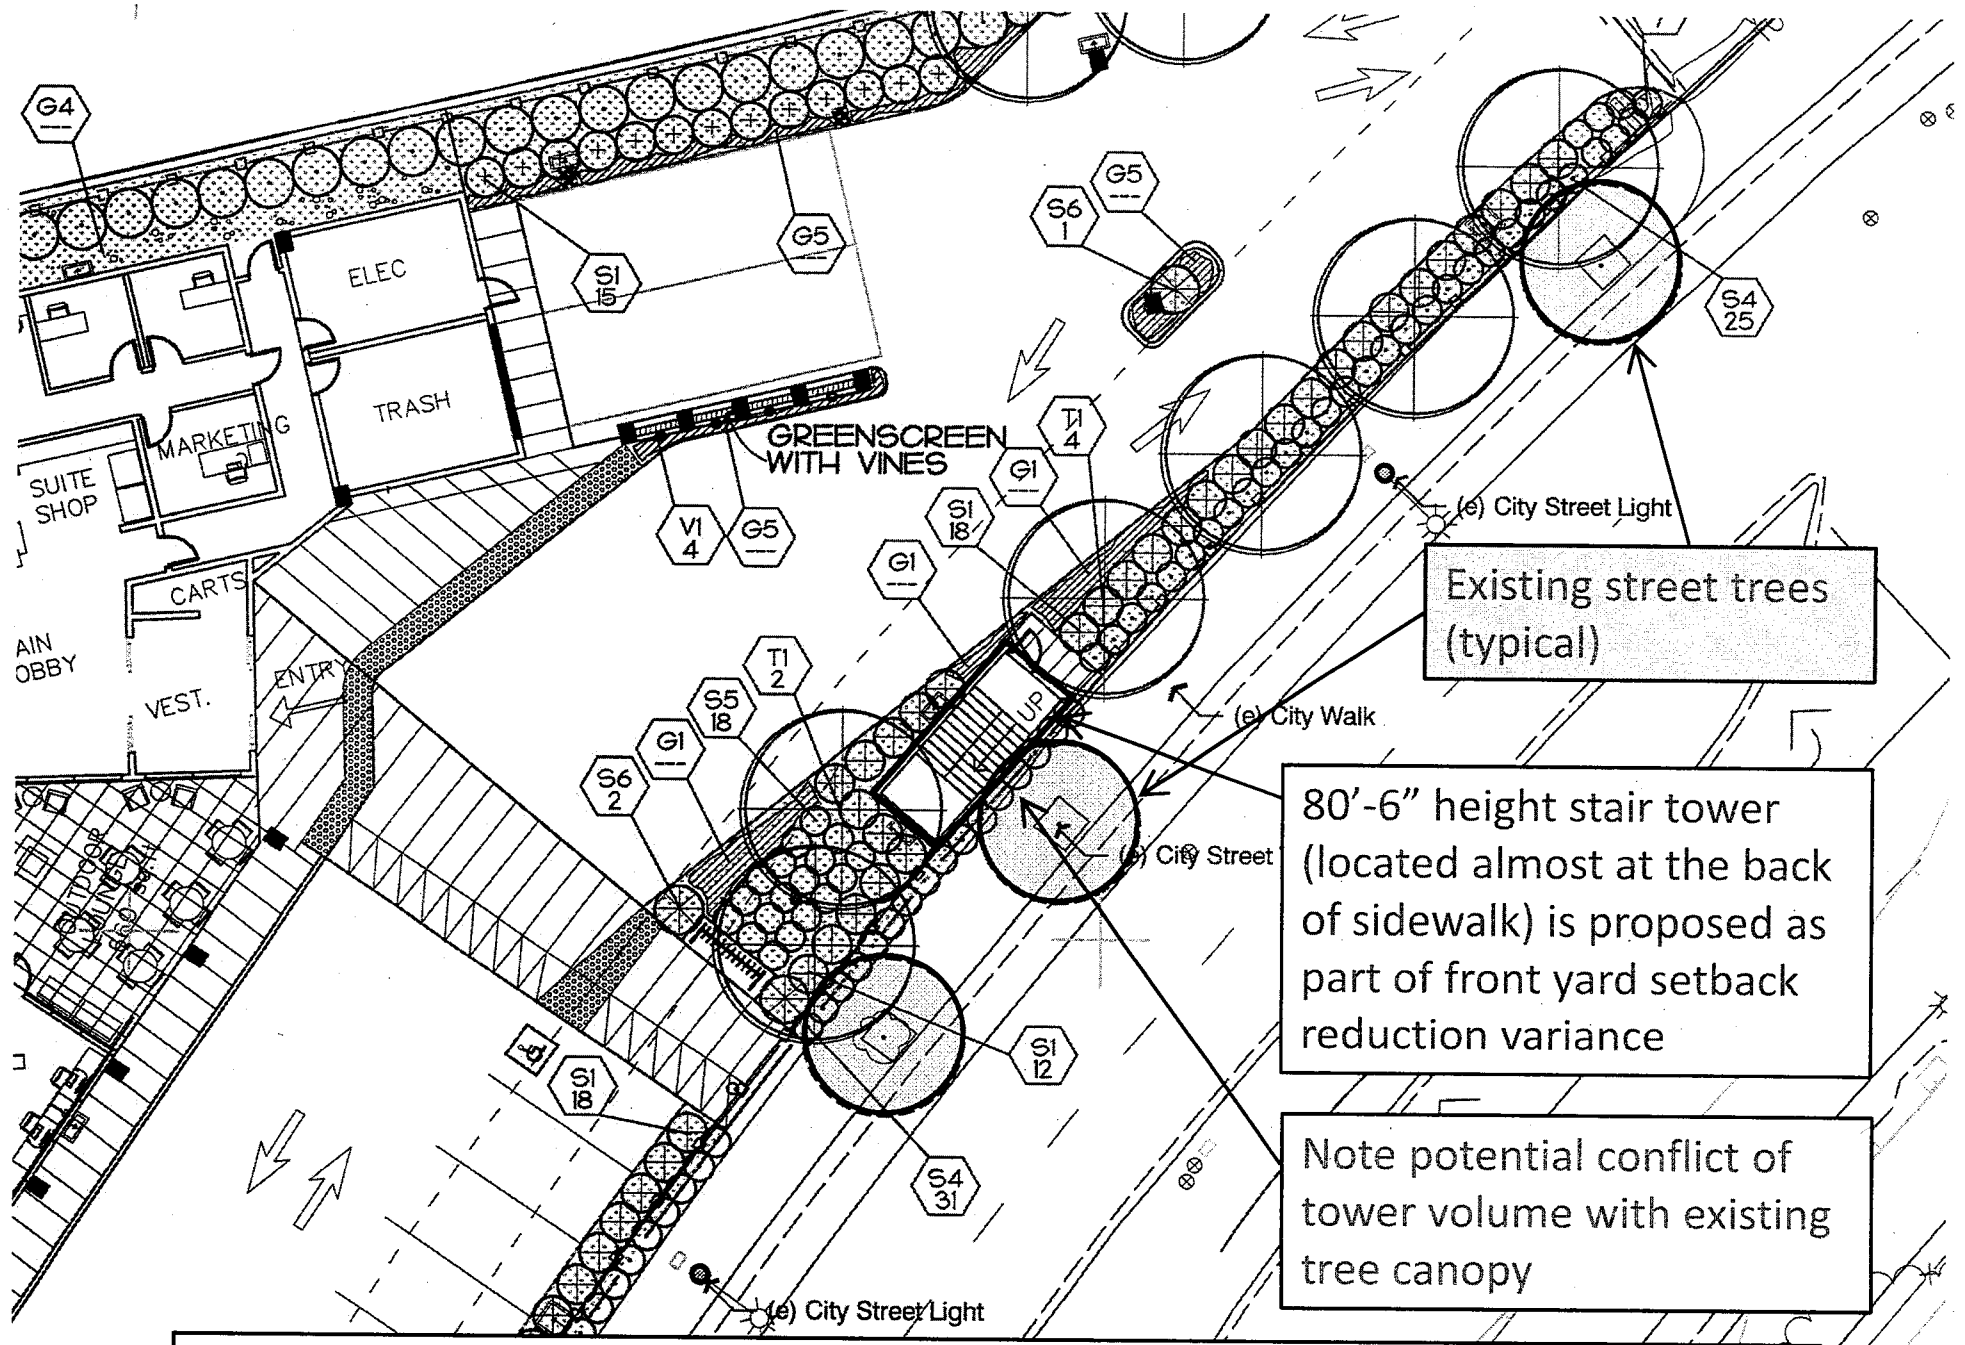 G4
---
ELEC
S1
15
G5
---
G5
---
S6
1
S4
25
TRASH
MARKETING
SUITE
SHOP
GREENSCREEN
WITH VINES
V1
4
G5
---
T1
4
G1
---
S1
18
G1
---
(e) City Street Light
Existing street trees
(typical)
CARTS
VEST.
ENTRY
UP
(e) City Walk
T1
2
S5
18
G1
---
S6
2
(e) City Street
80'-6" height stair tower
(located almost at the back
of sidewalk) is proposed as
part of front yard setback
reduction variance
S1
12
S1
18
S4
31
Note potential conflict of
tower volume with existing
tree canopy
(e) City Street Light